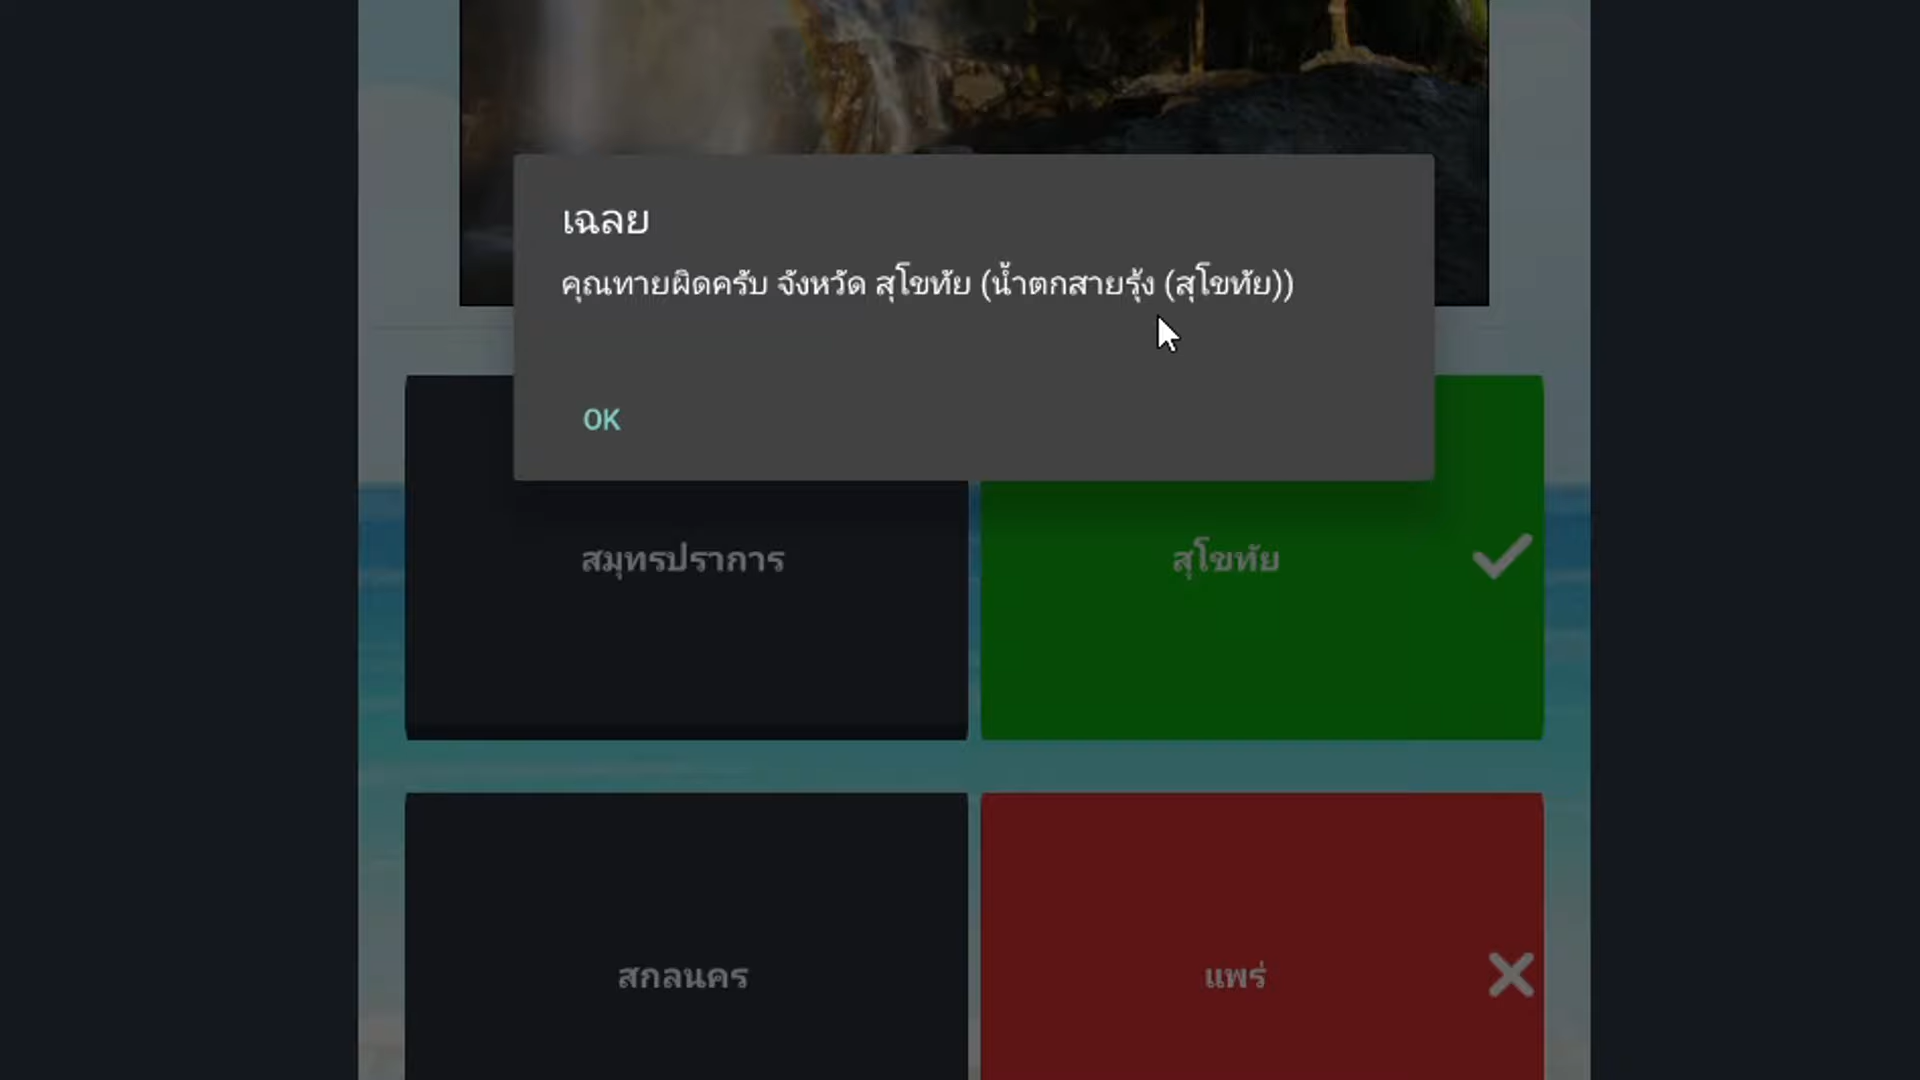 เฉลย
คุณทายผิดครับ จังหวัด สุโขทัย (น้ำตกสายรุ้ง (สุโขทัย))
OK
สมุทรปราการ
สุโขทัย
สกลนคร
แพร่